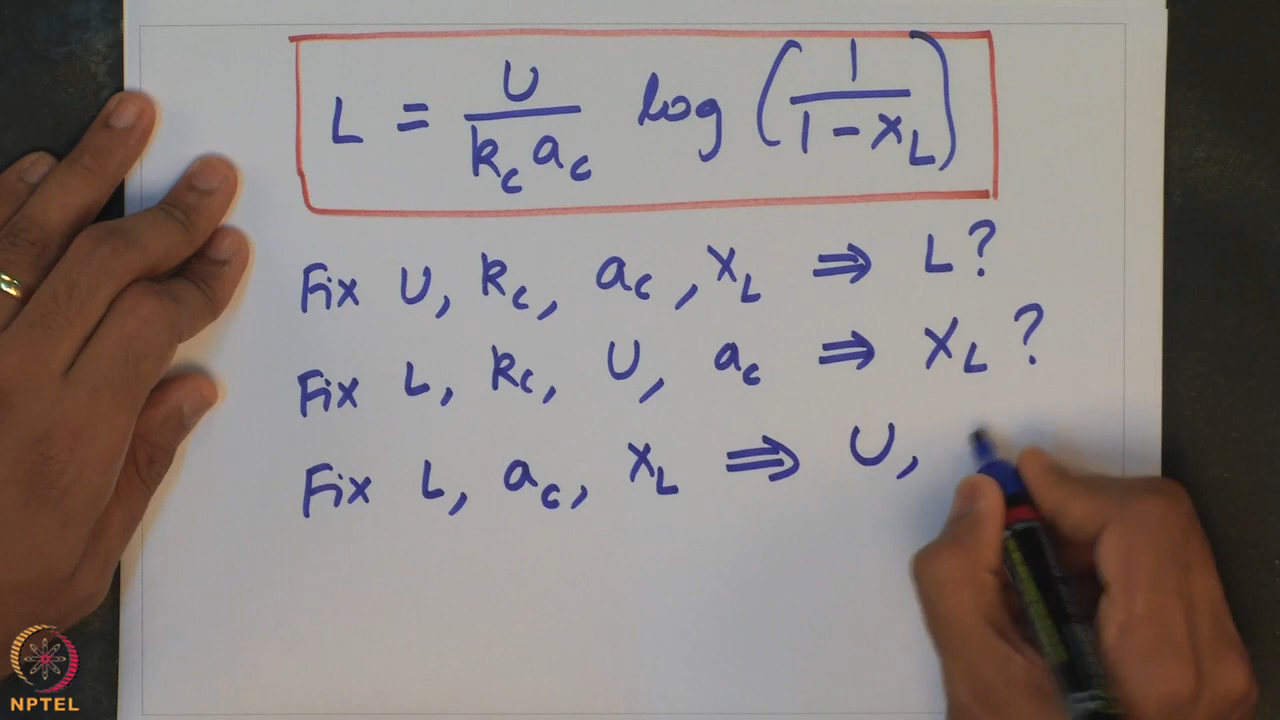 L = U / (k_c a_c) log (1 / (1 - x_L))
Fix U, k_c, a_c, x_L ⇒ L?
Fix L, k_c, U, a_c ⇒ x_L ?
Fix L, a_c, x_L ⇒ U,
NPTEL